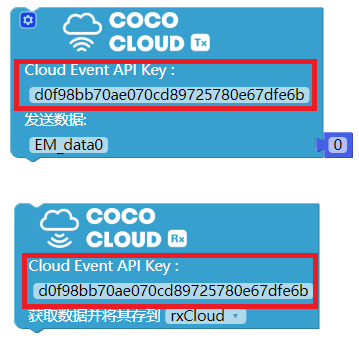 COCO
CLOUD Tx
Cloud Event API Key :
d0f98bb70ae070cd89725780e67dfe6b
发送数据:
EM_data0
0
COCO
CLOUD Rx
Cloud Event API Key :
d0f98bb70ae070cd89725780e67dfe6b
获取数据并将其存到 rxCloud